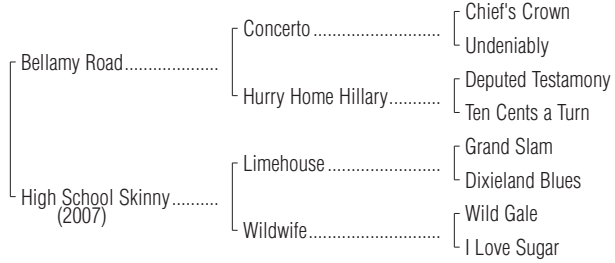 Chief's Crown
Concerto
Undeniably
Bellamy Road
Deputed Testamony
Hurry Home Hillary
Ten Cents a Turn
Grand Slam
Limehouse
Dixieland Blues
High School Skinny
(2007)
Wild Gale
Wildwife
I Love Sugar